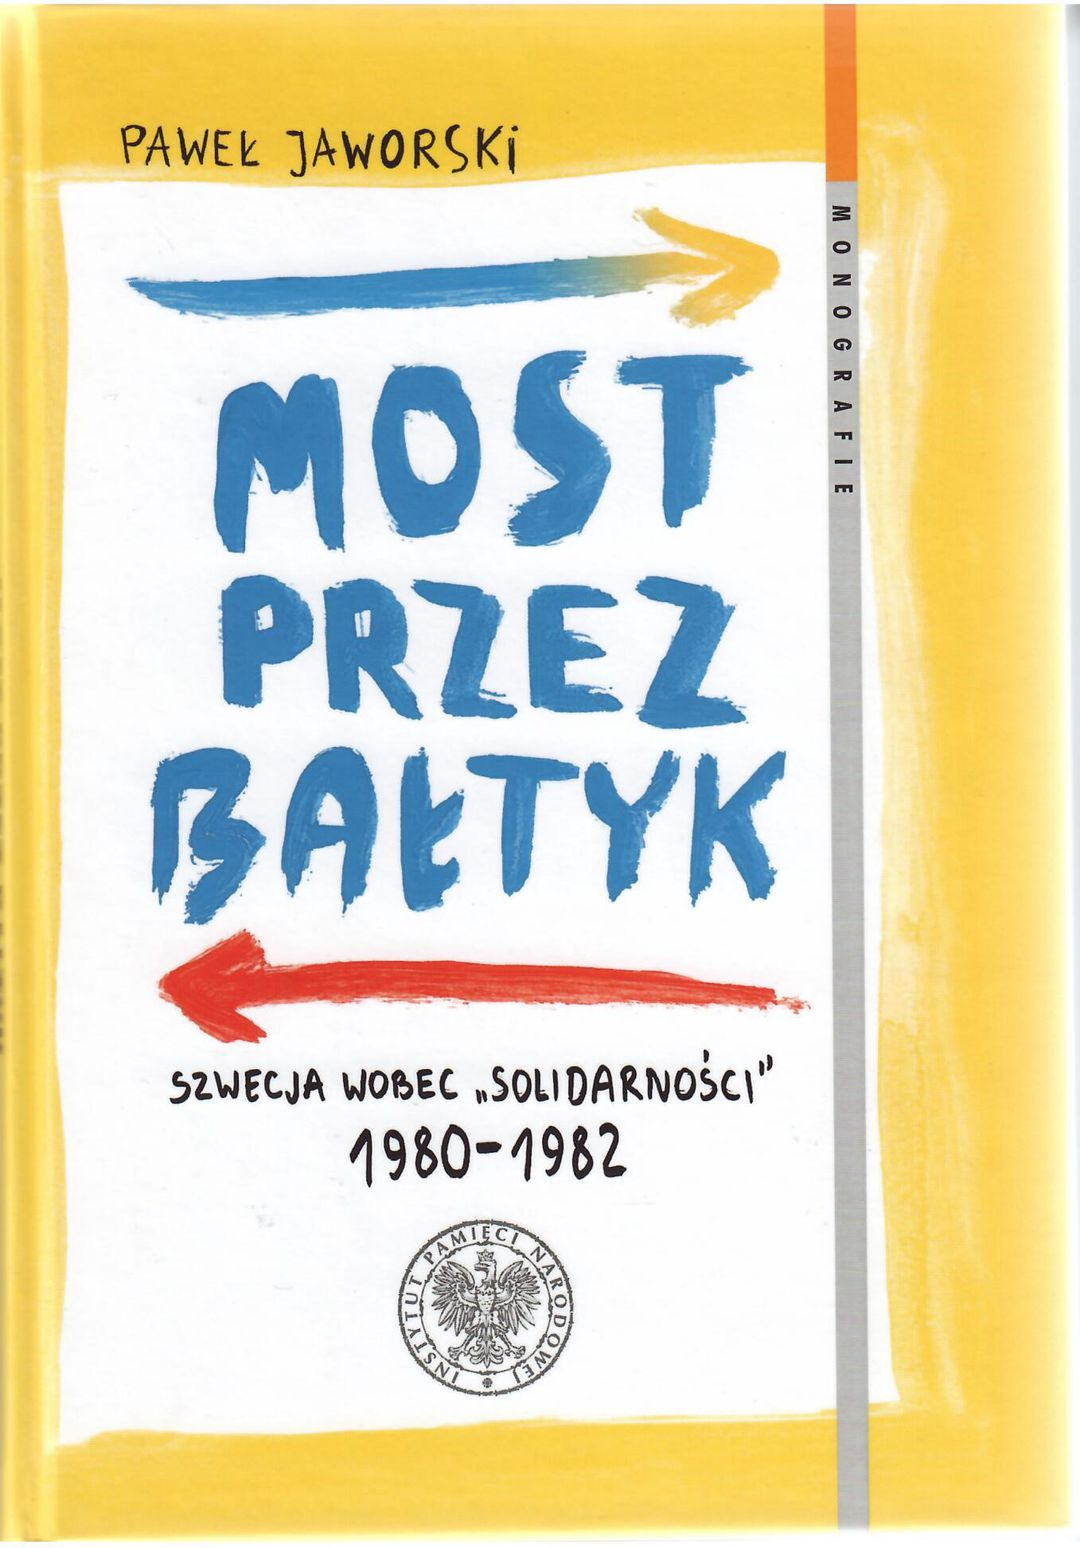 PAWEŁ JAWORSKI
MONOGRAFIE
MOST
PRZEZ
BAŁTYK
SZWECJA WOBEC „SOLIDARNOŚCI”
1980-1982
INSTYTUT PAMIĘCI NARODOWEJ